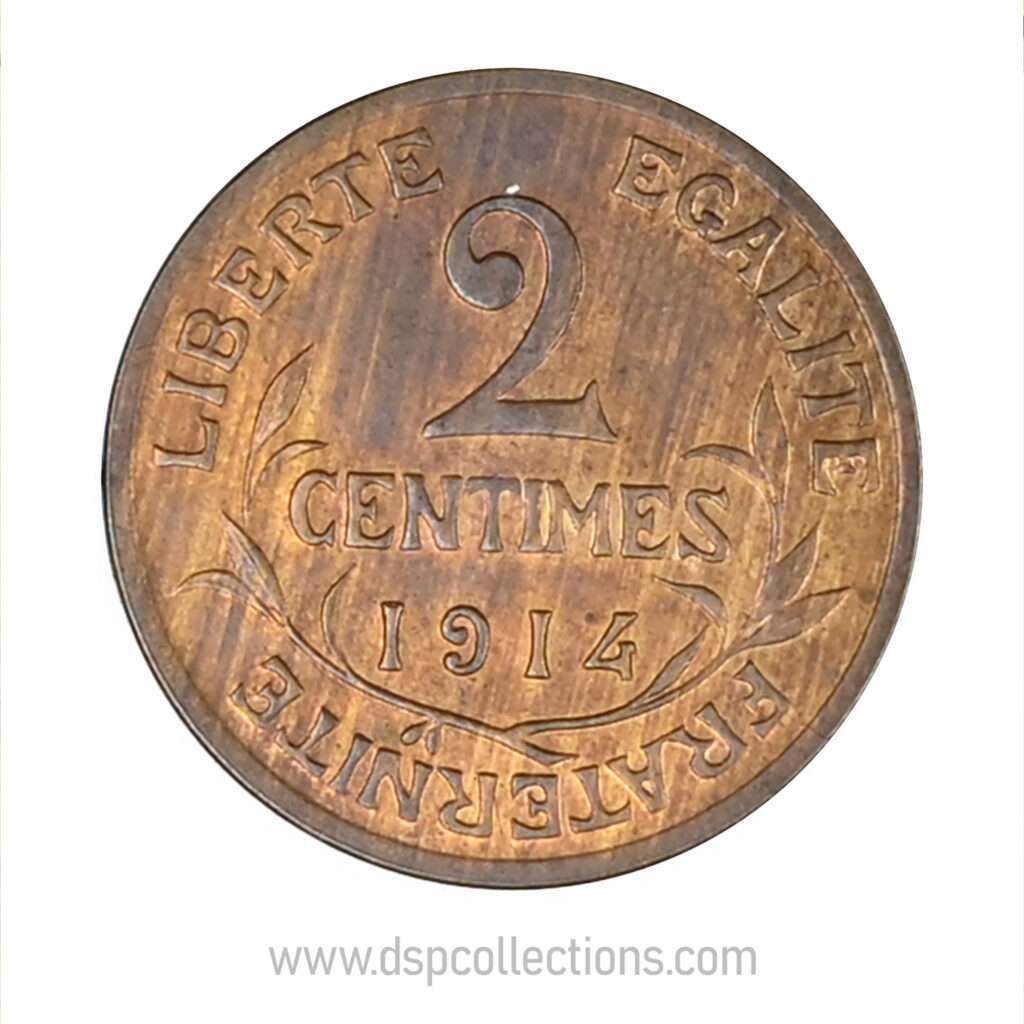 LIBERTE EGALITE FRATERNITE
2
CENTIMES
1914
www.dspcollections.com